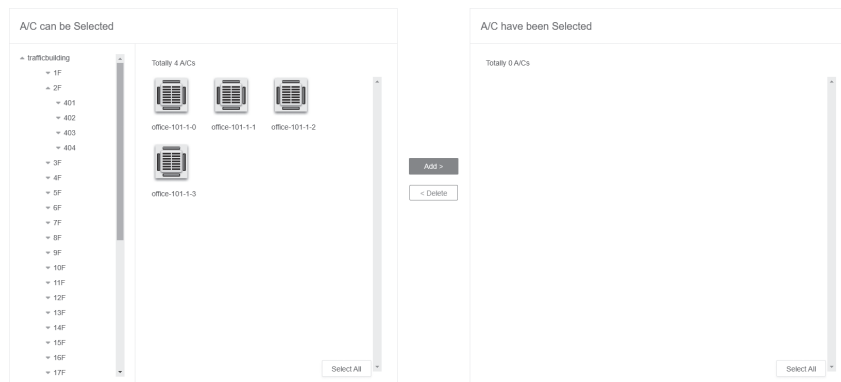 A/C can be Selected
trafficbuilding
1F
2F
401
402
403
404
3F
4F
5F
6F
7F
8F
9F
10F
11F
12F
13F
14F
15F
16F
17F
Totally 4 A/Cs
office-101-1-0 office-101-1-1 office-101-1-2
office-101-1-3
Select All
Add >
< Delete
A/C have been Selected
Totally 0 A/Cs
Select All